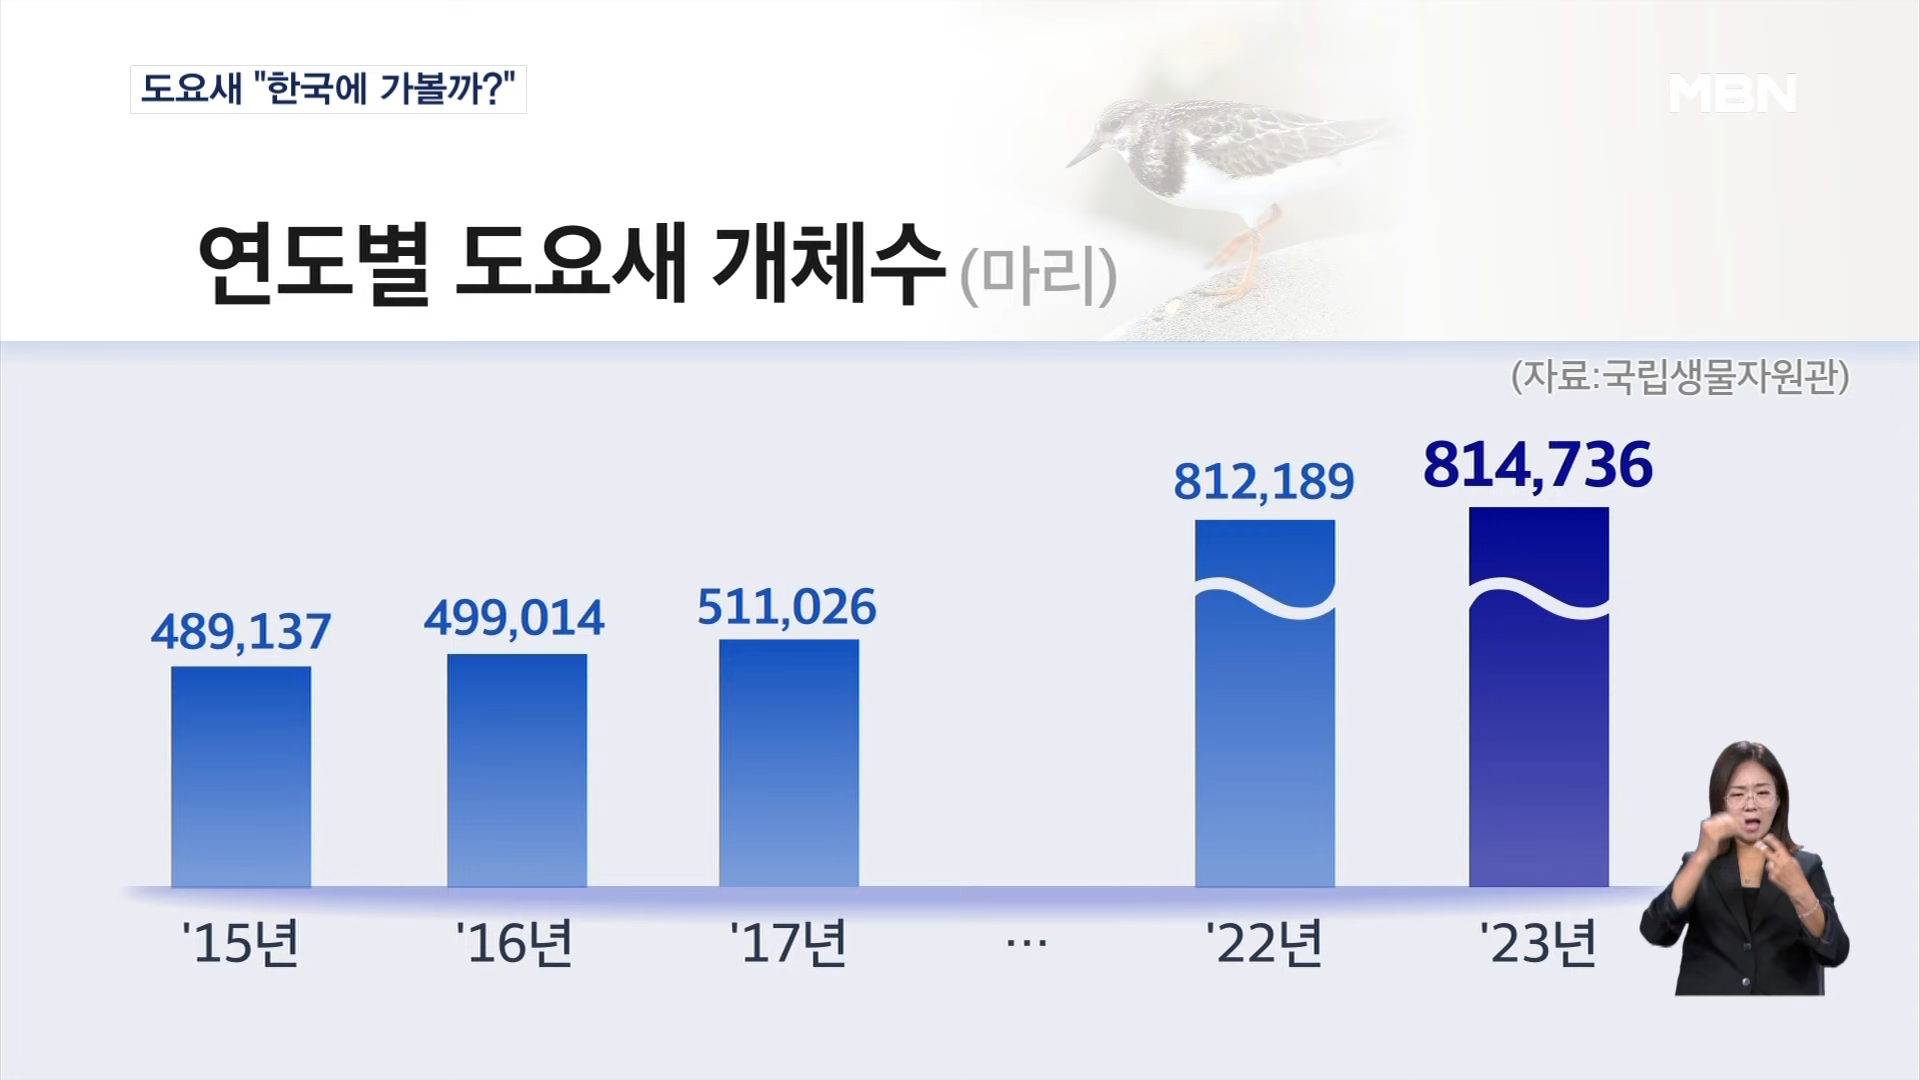 도요새 "한국에 가볼까?"
MBN
연도별 도요새 개체수(마리)
(자료:국립생물자원관)
489,137
499,014
511,026
812,189
814,736
'15년
'16년
'17년
...
'22년
'23년